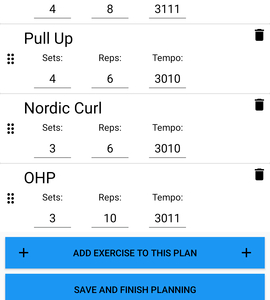 4 8 3111
Pull Up
Sets: Reps: Tempo:
4 6 3010
Nordic Curl
Sets: Reps: Tempo:
3 6 3010
OHP
Sets: Reps: Tempo:
3 10 3011
+ ADD EXERCISE TO THIS PLAN +
SAVE AND FINISH PLANNING